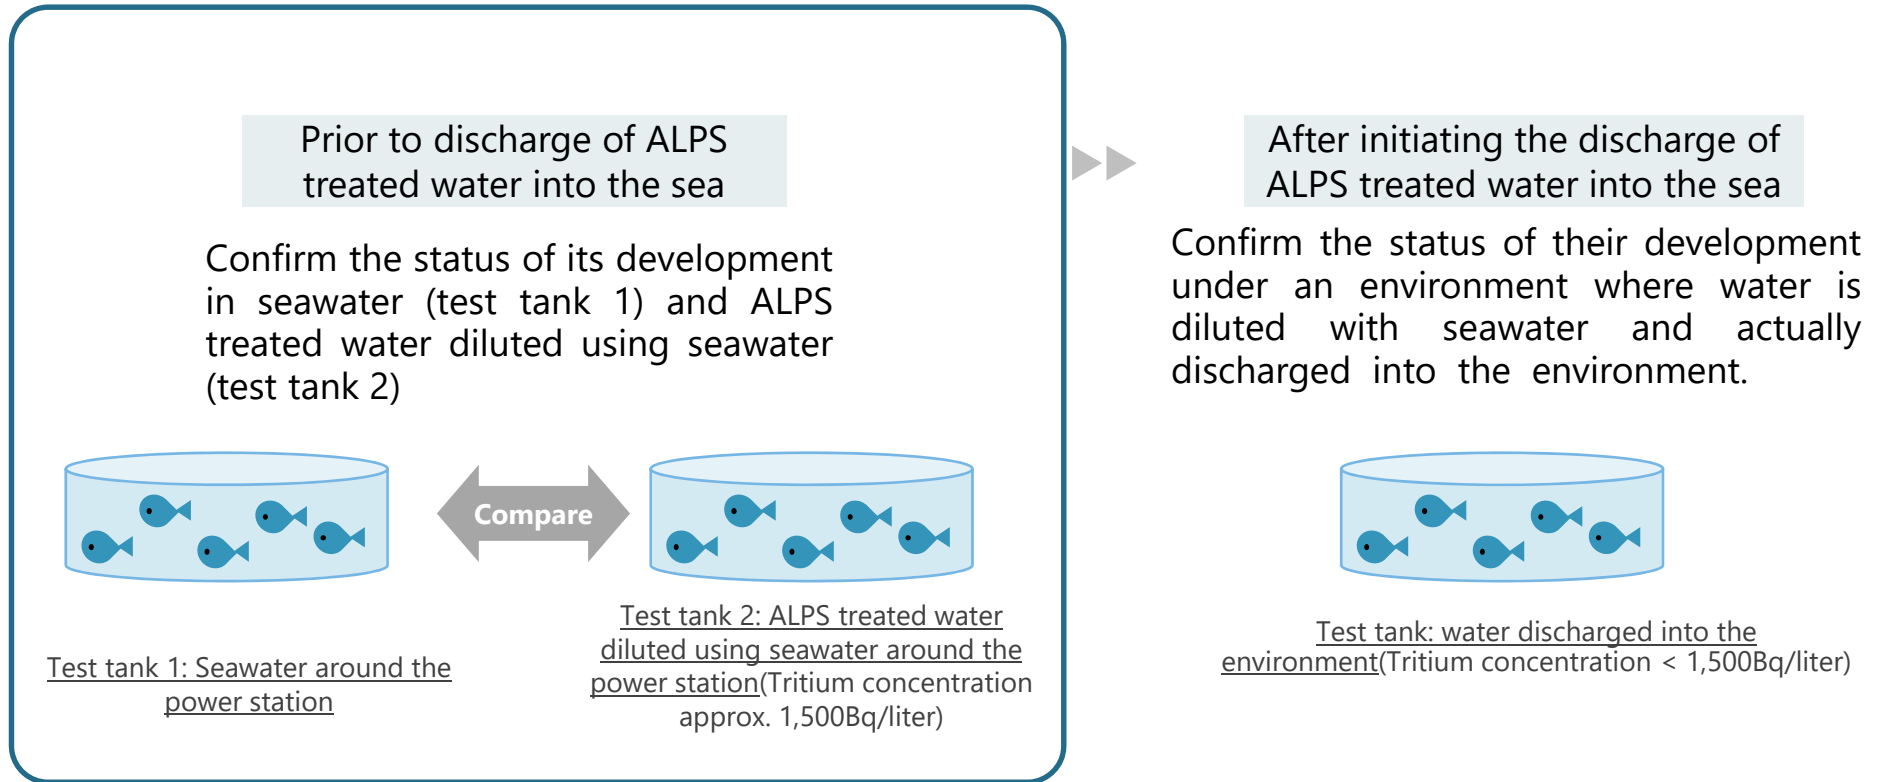 Prior to discharge of ALPS
treated water into the sea
Confirm the status of its development
in seawater (test tank 1) and ALPS
treated water diluted using seawater
(test tank 2)
Compare
Test tank 1: Seawater around the
power station
Test tank 2: ALPS treated water
diluted using seawater around the
power station(Tritium concentration
approx. 1,500Bq/liter)
After initiating the discharge of
ALPS treated water into the sea
Confirm the status of their development
under an environment where water is
diluted with seawater and actually
discharged into the environment.
Test tank: water discharged into the
environment(Tritium concentration < 1,500Bq/liter)